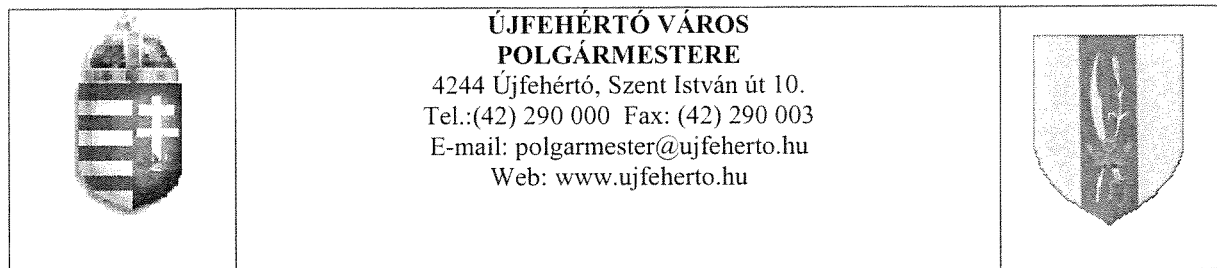 ÚJFEHÉRTÓ VÁROS
POLGÁRMESTERE
4244 Újfehértó, Szent István út 10.
Tel.:(42) 290 000 Fax: (42) 290 003
E-mail: polgarmester@ujfeherto.hu
Web: www.ujfeherto.hu